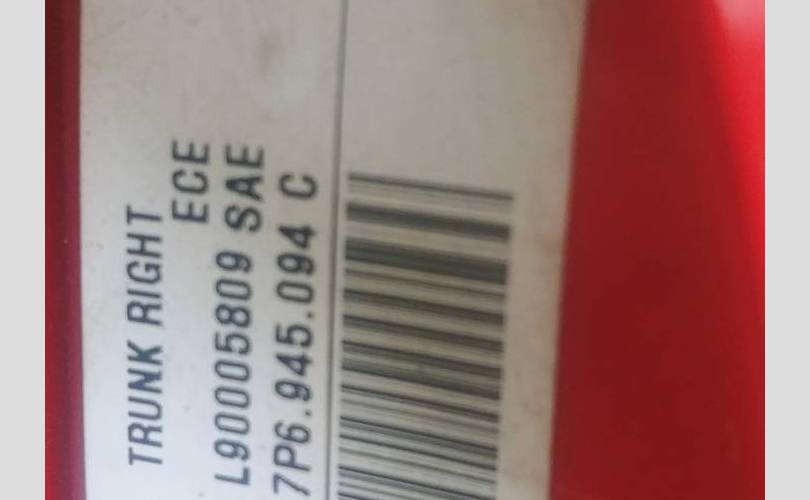 TRUNK RIGHT
ECE
L90005809 SAE
7P6.945.094 C